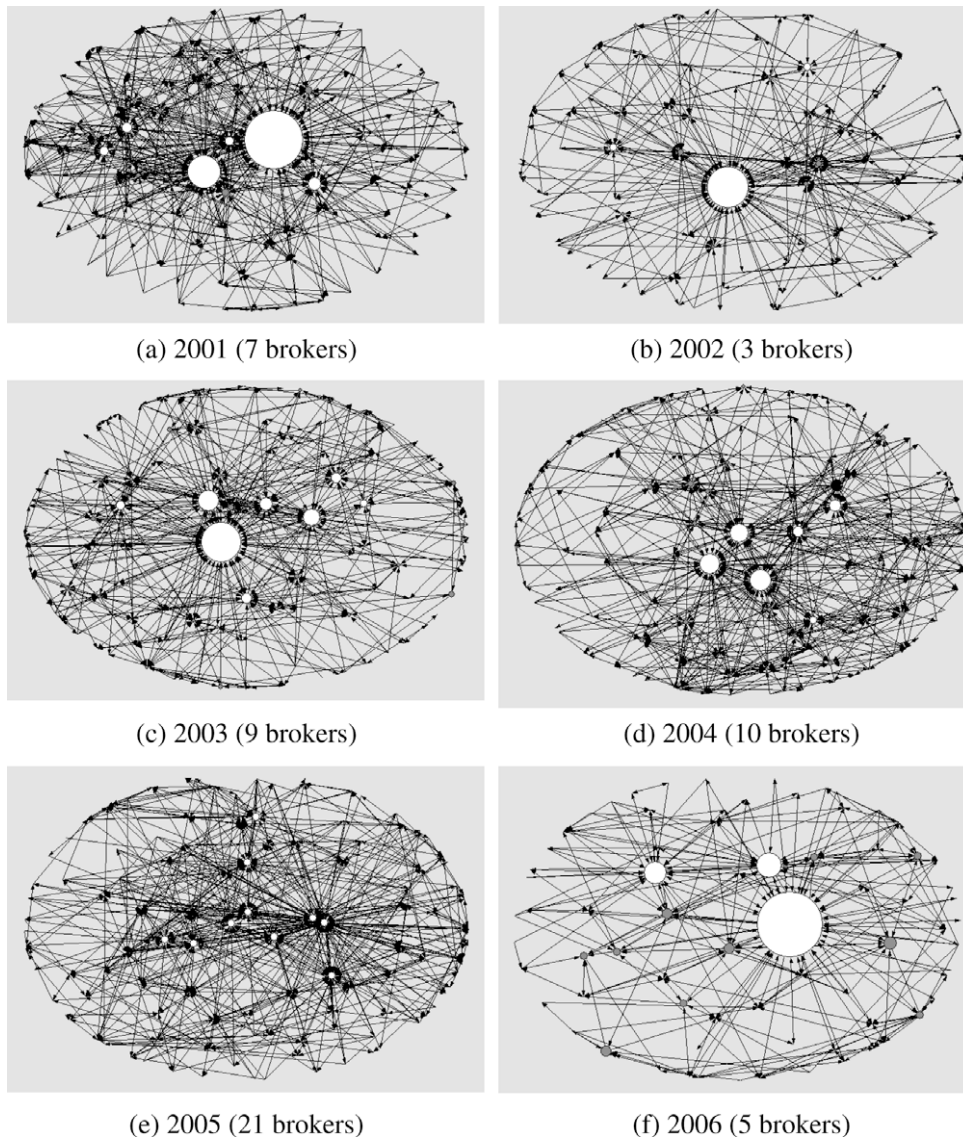 (a) 2001 (7 brokers)
(b) 2002 (3 brokers)
(c) 2003 (9 brokers)
(d) 2004 (10 brokers)
(e) 2005 (21 brokers)
(f) 2006 (5 brokers)